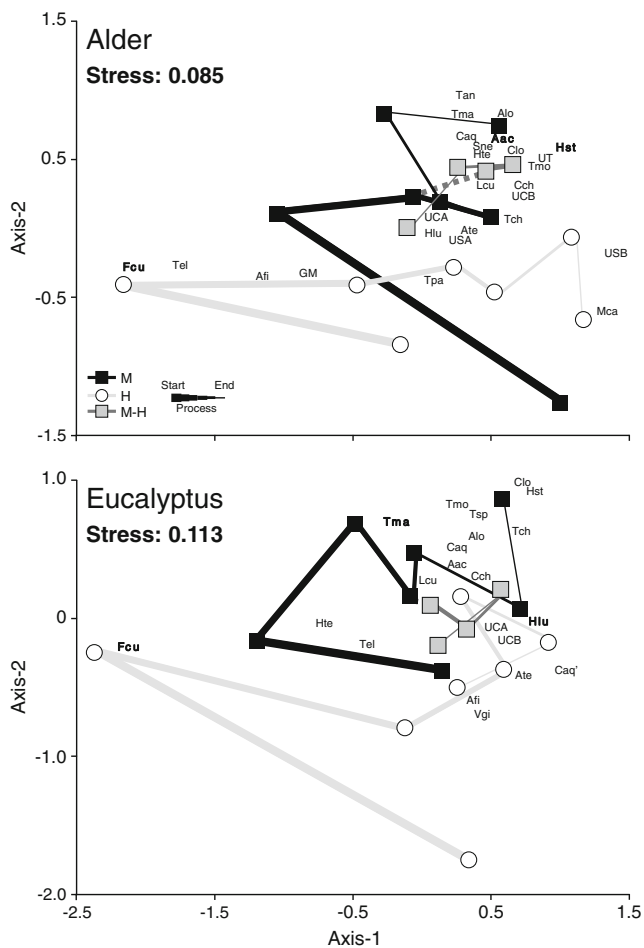 1.5
Alder
Stress: 0.085
Tan
Tma
Alo
Caq
Aac
Sne
Hst
Clo
0.5
Hte
UT
Tmo
Lcu
Cch
UCB
UCA
Tch
Axis-2
Hlu
Ate
USA
USB
Fcu
Tel
Afi
GM
Tpa
-0.5
Mca
M
H
M-H
Start
End
Process
-1.5
1.0
Eucalyptus
Stress: 0.113
Clo
Hst
Tmo
Tsp
Tma
Tch
Alo
Caq
Aac
Lcu
Cch
0
Hte
Hlu
UCA
Fcu
Tel
UCB
Axis-2
Ate
Caq'
Afi
Vgi
-1.0
-2.0
-2.5
-1.5
-0.5
0.5
1.5
Axis-1